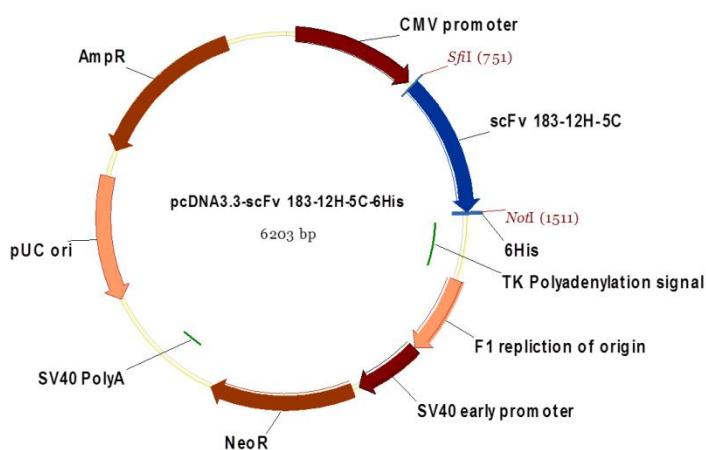 CMV promoter
AmpR
SfiI (751)
scFv 183-12H-5C
pcDNA3.3-scFv 183-12H-5C-6His
6203 bp
NotI (1511)
6His
pUC ori
TK Polyadenylation signal
F1 repliction of origin
SV40 PolyA
SV40 early promoter
NeoR